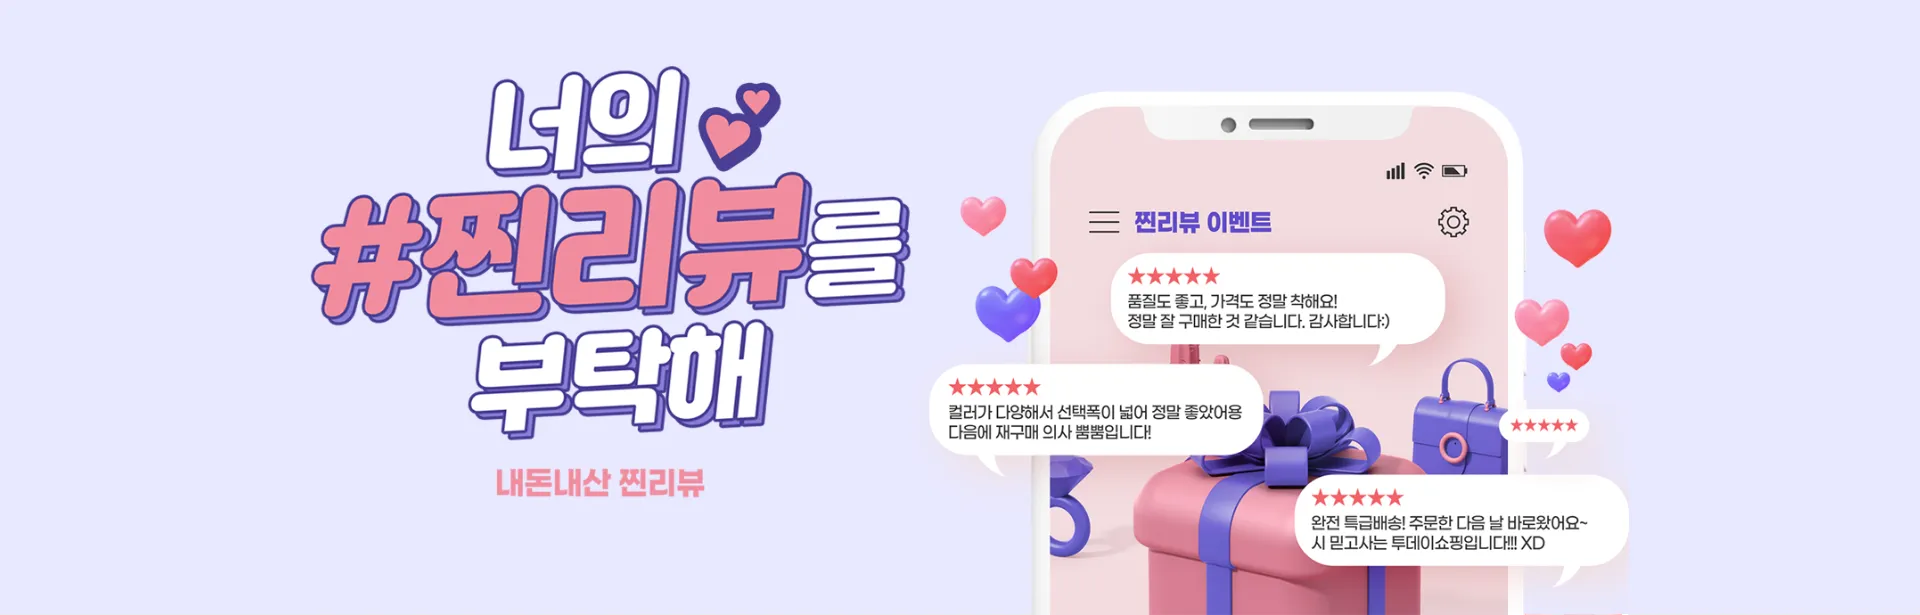 너의
#찐리뷰를
부탁해
내돈내산 찐리뷰
찐리뷰 이벤트
★★★★★
품질도 좋고, 가격도 정말 착해요!
정말 잘 구매한 것 같습니다. 감사합니다:)
★★★★★
컬러가 다양해서 선택폭이 넓어 정말 좋았어용
다음에 재구매 의사 뿜뿜입니다!
★★★★★
★★★★★
완전 특급배송! 주문한 다음 날 바로왔어요~
시 믿고사는 투데이쇼핑입니다!!! XD